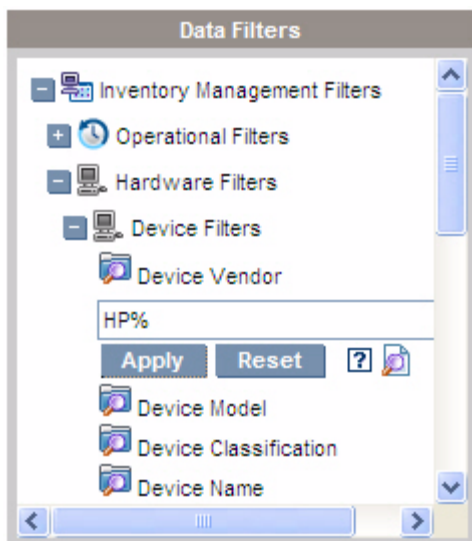 Data Filters
Inventory Management Filters
Operational Filters
Hardware Filters
Device Filters
Device Vendor
HP%
Apply Reset ?
Device Model
Device Classification
Device Name